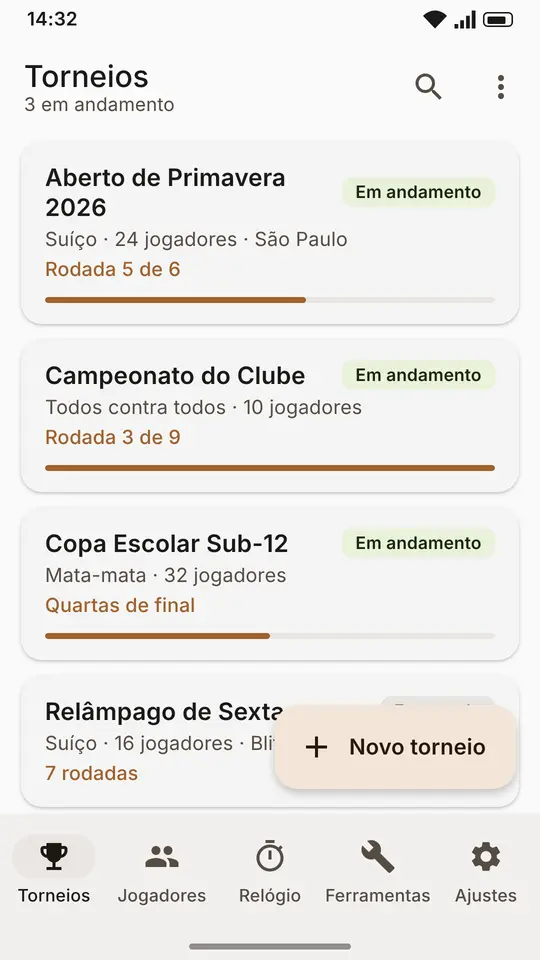 14:32
Torneios
3 em andamento
Aberto de Primavera
2026
Em andamento
Suíço · 24 jogadores · São Paulo
Rodada 5 de 6
Campeonato do Clube
Em andamento
Todos contra todos · 10 jogadores
Rodada 3 de 9
Copa Escolar Sub-12
Em andamento
Mata-mata · 32 jogadores
Quartas de final
Relâmpago de Sexta
Suíço · 16 jogadores ·
7 rodadas
Novo torneio
Torneios
Jogadores
Relógio
Ferramentas
Ajustes